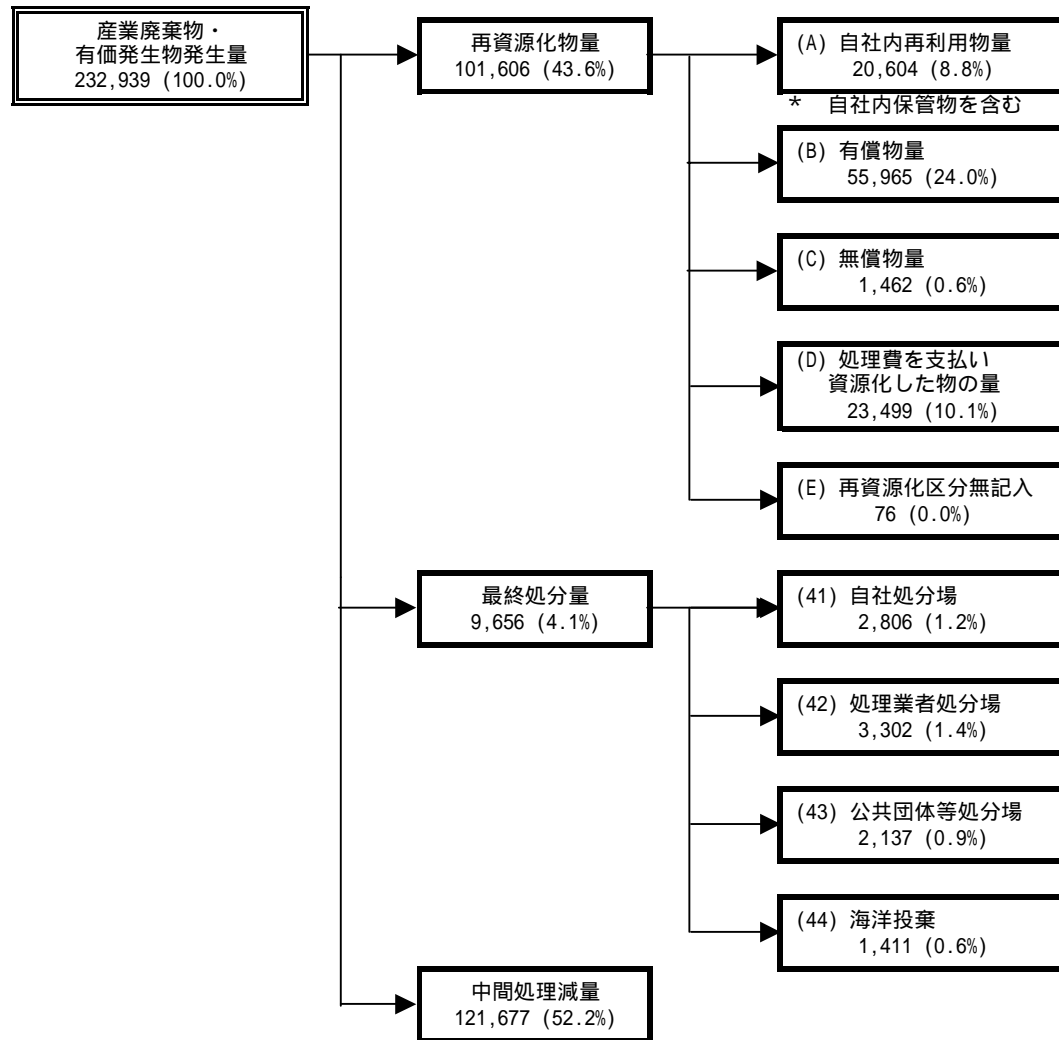 産業廃棄物・
有価発生物発生量
232,939 (100.0%)
再資源化物量
101,606 (43.6%)
(A) 自社内再利用物量
20,604 (8.8%)
* 自社内保管物を含む
(B) 有償物量
55,965 (24.0%)
(C) 無償物量
1,462 (0.6%)
(D) 処理費を支払い
資源化した物の量
23,499 (10.1%)
(E) 再資源化区分無記入
76 (0.0%)
最終処分量
9,656 (4.1%)
(41) 自社処分場
2,806 (1.2%)
(42) 処理業者処分場
3,302 (1.4%)
(43) 公共団体等処分場
2,137 (0.9%)
(44) 海洋投棄
1,411 (0.6%)
中間処理減量
121,677 (52.2%)